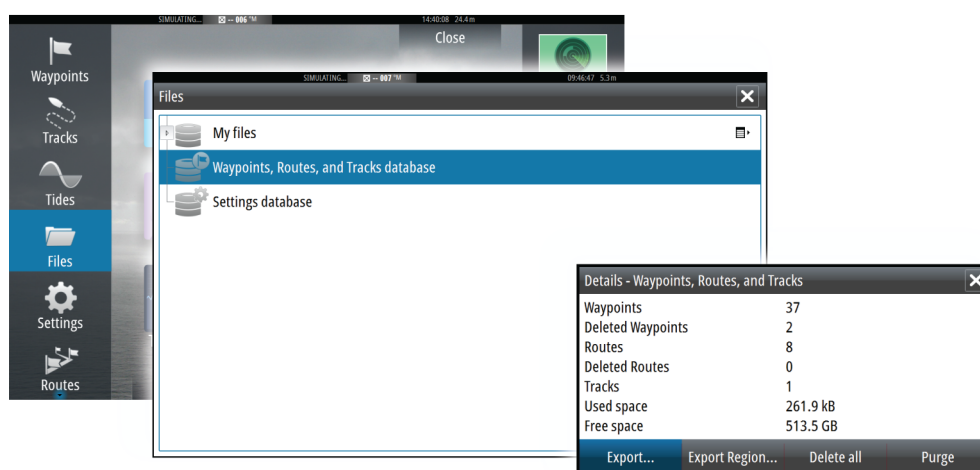 SIMULATING... -- 006 °M 14:40:08 24.4 m
Close
Waypoints
Tracks
Tides
Files
Settings
Routes
SIMULATING... -- 007 °M 09:46:47 5.3 m
Files
My files
Waypoints, Routes, and Tracks database
Settings database
Details - Waypoints, Routes, and Tracks
Waypoints 37
Deleted Waypoints 2
Routes 8
Deleted Routes 0
Tracks 1
Used space 261.9 kB
Free space 513.5 GB
Export... Export Region... Delete all Purge